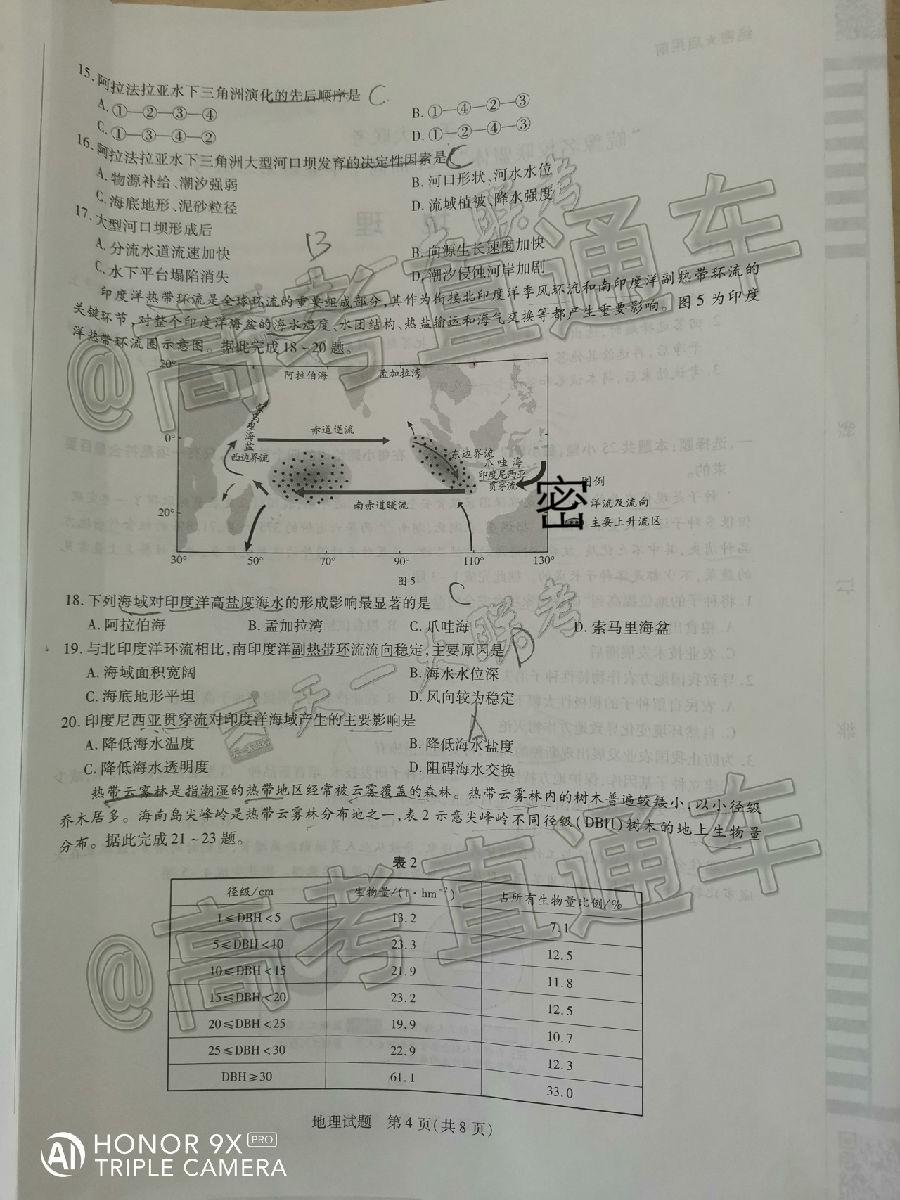 15. 阿拉法拉亚水下三角洲演化的先后顺序是 C
A. ①—②—③—④ B. ①—④—②—③
C. ①—③—④—② D. ①—②—④—③
16. 阿拉法拉亚水下三角洲大型河口坝发育的决定性因素是 C
A. 物源补给、潮汐强弱 B. 河口形状、河水水位
C. 海底地形、泥砂粒径 D. 流域植被、降水强度
17. 大型河口坝形成后 B
A. 分流水道流速加快 B. 向源生长速度加快
C. 水下平台塌陷消失 D. 潮汐侵蚀河岸加剧
印度洋热带环流是全球环流的重要组成部分,其作为衔接北印度洋季风环流和南印度洋副热带环流的
关键环节,对整个印度洋海盆的海水温度、水团结构、热盐输运和海气交换等都产生重要影响。图5为印度
洋热带环流圈示意图。据此完成18~20题。
20° 阿拉伯海 孟加拉湾
索马里海盆
0° 赤道逆流
西边界流 东边界流
爪哇海
印度尼西亚贯穿流 图例
南赤道暖流 洋流及流向
20° 密 主要上升流区
30° 50° 70° 90° 110° 130°
图5
18. 下列海域对印度洋高盐度海水的形成影响最显著的是 C
A. 阿拉伯海 B. 孟加拉湾 C. 爪哇海 D. 索马里海盆
19. 与北印度洋环流相比,南印度洋副热带环流流向稳定,主要原因是 D
A. 海域面积宽阔 B. 海水水位深
C. 海底地形平坦 D. 风向较为稳定
20. 印度尼西亚贯穿流对印度洋海域产生的主要影响是 A
A. 降低海水温度 B. 降低海水盐度
C. 降低海水透明度 D. 阻碍海水交换
热带云雾林是指潮湿的热带地区经常被云雾覆盖的森林。热带云雾林内的树木普遍较矮小,以小径级
乔木居多。海南岛尖峰岭是热带云雾林分布地之一,表2示意尖峰岭不同径级(DBH)树木的地上生物量
分布。据此完成21~23题。
表2
径级/cm 生物量/(t·hm⁻²) 占所有生物量比例/%
1≤DBH<5 13.2 7.1
5≤DBH<10 23.3 12.5
10≤DBH<15 21.9 11.8
15≤DBH<20 23.2 12.5
20≤DBH<25 19.9 10.7
25≤DBH<30 22.9 12.3
DBH≥30 61.1 33.0
地理试题 第4页(共8页)
@高考直通车
天一大联考
@高考直通车
AI HONOR 9X PRO
TRIPLE CAMERA